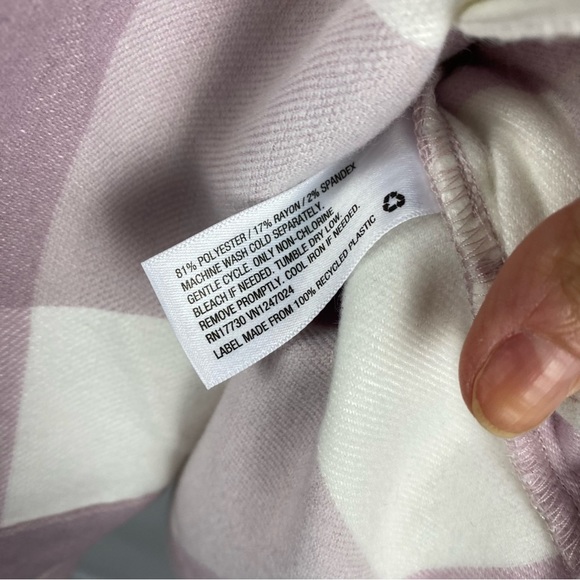 81% POLYESTER / 17% RAYON / 2% SPANDEX
MACHINE WASH COLD SEPARATELY.
GENTLE CYCLE. ONLY NON-CHLORINE
BLEACH IF NEEDED. TUMBLE DRY LOW.
REMOVE PROMPTLY. COOL IRON IF NEEDED.
RN17730 VN1247024
LABEL MADE FROM 100% RECYCLED PLASTIC